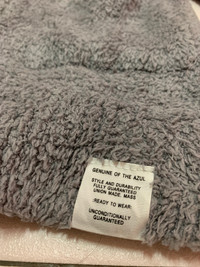 GENUINE OF THE AZUL
STYLE AND DURABILITY
FULLY GUARANTEED
UNION MADE, MASS
READY TO WEAR
UNCONDITIONALLY
GUARANTEED